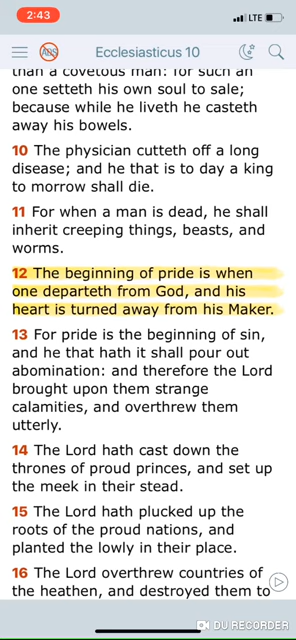 2:43
LTE
ADS
Ecclesiasticus 10
than a covetous man: for such an
one setteth his own soul to sale;
because while he liveth he casteth
away his bowels.
10 The physician cutteth off a long
disease; and he that is to day a king
to morrow shall die.
11 For when a man is dead, he shall
inherit creeping things, beasts, and
worms.
12 The beginning of pride is when
one departeth from God, and his
heart is turned away from his Maker.
13 For pride is the beginning of sin,
and he that hath it shall pour out
abomination: and therefore the Lord
brought upon them strange
calamities, and overthrew them
utterly.
14 The Lord hath cast down the
thrones of proud princes, and set up
the meek in their stead.
15 The Lord hath plucked up the
roots of the proud nations, and
planted the lowly in their place.
16 The Lord overthrew countries of
the heathen, and destroyed them to
DU RECORDER